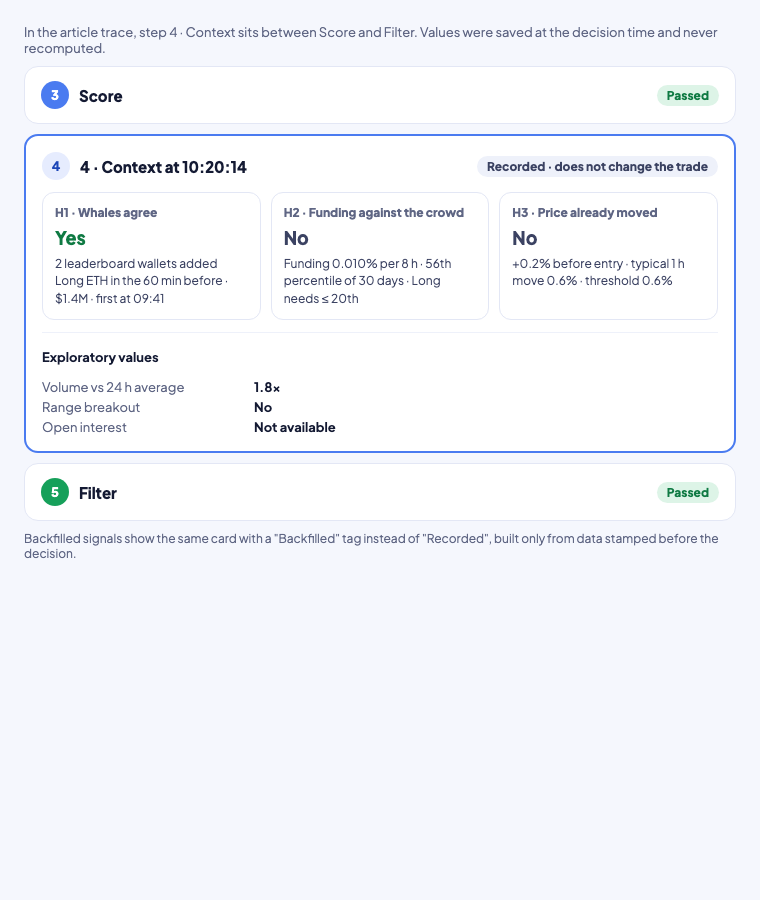 In the article trace, step 4 · Context sits between Score and Filter. Values were saved at the decision time and never
recomputed.
3 Score Passed
4 4 · Context at 10:20:14 Recorded · does not change the trade
H1 · Whales agree
Yes
2 leaderboard wallets added
Long ETH in the 60 min before ·
$1.4M · first at 09:41
H2 · Funding against the crowd
No
Funding 0.010% per 8 h · 56th
percentile of 30 days · Long
needs ≤ 20th
H3 · Price already moved
No
+0.2% before entry · typical 1 h
move 0.6% · threshold 0.6%
Exploratory values
Volume vs 24 h average 1.8×
Range breakout No
Open interest Not available
5 Filter Passed
Backfilled signals show the same card with a "Backfilled" tag instead of "Recorded", built only from data stamped before the
decision.